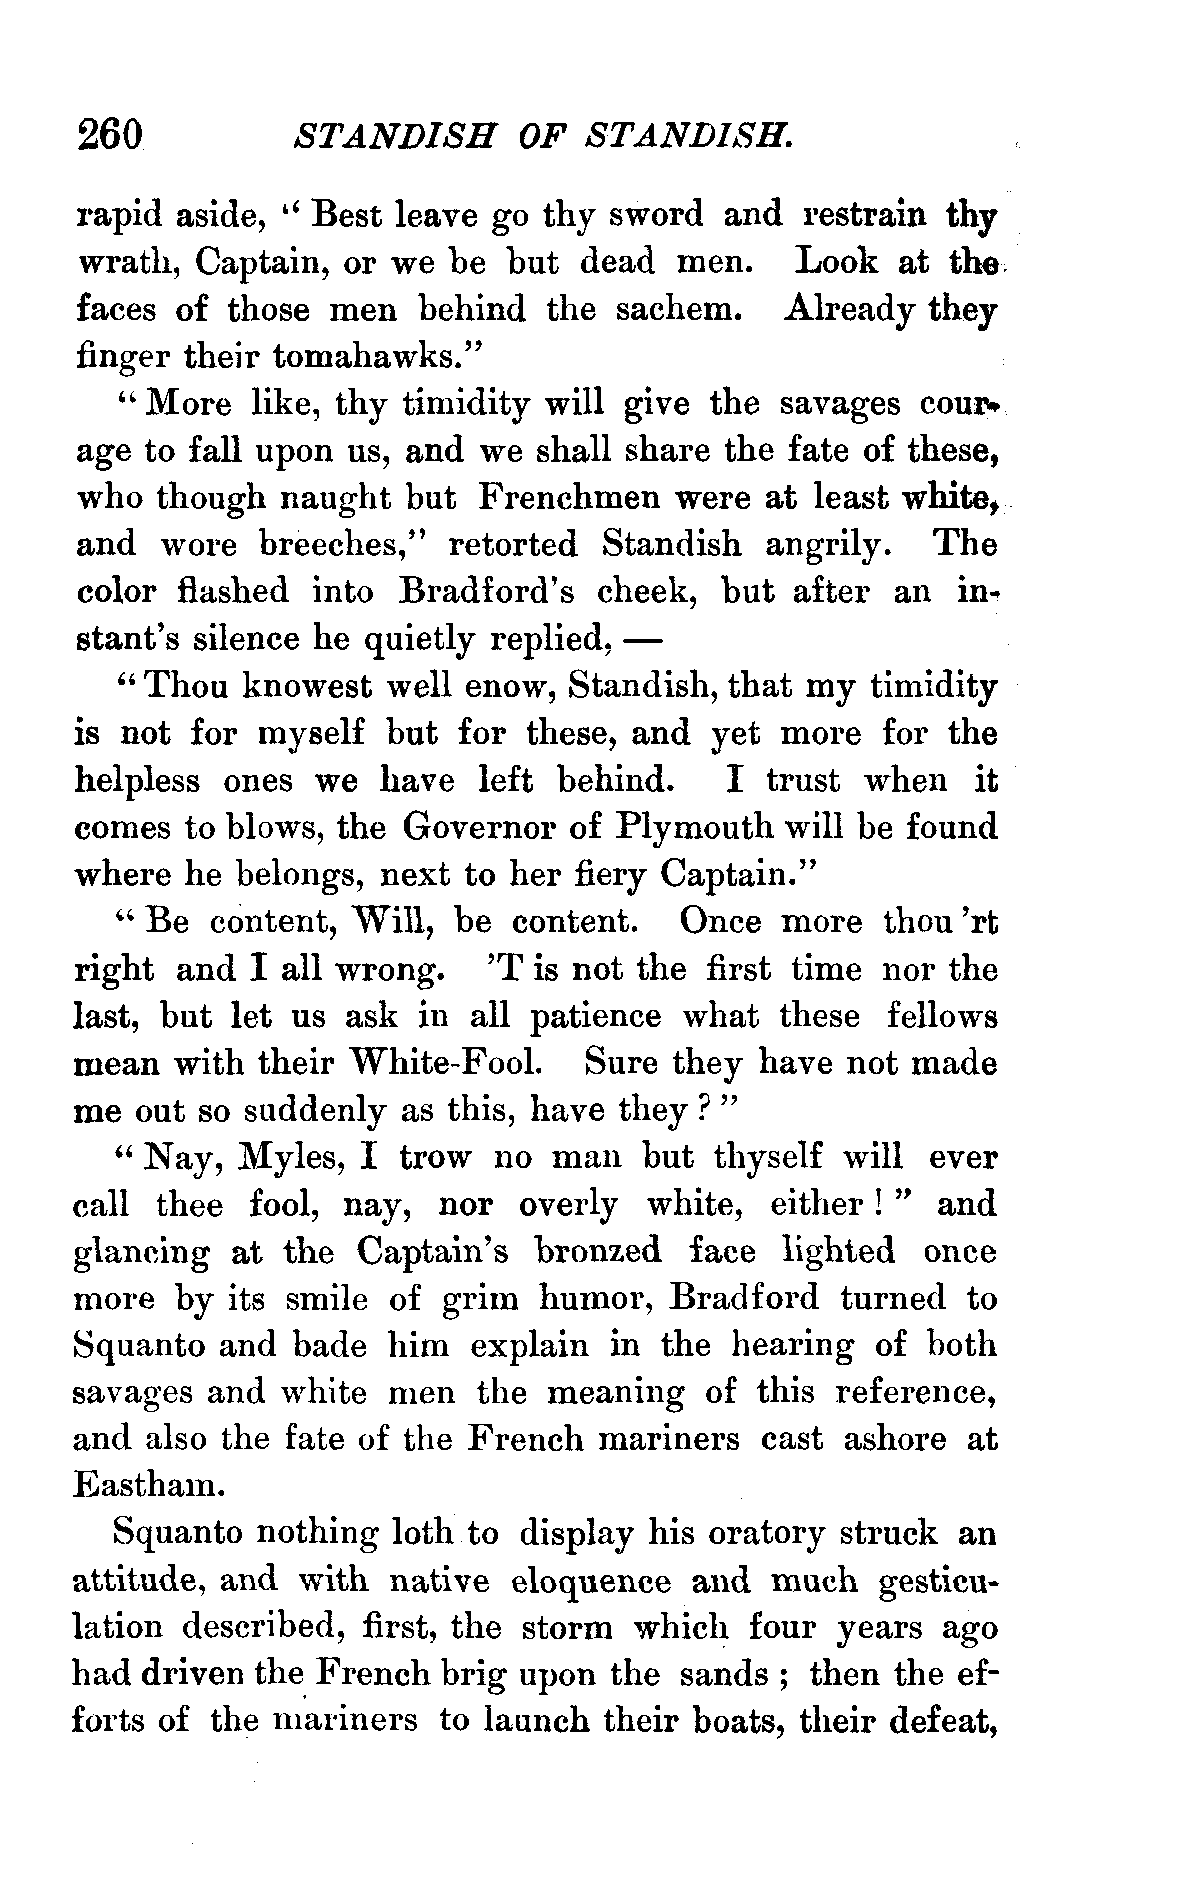 260 STANDISH OF STANDISH.
rapid aside, “ Best leave go thy sword and restrain thy
wrath, Captain, or we be but dead men. Look at the
faces of those men behind the sachem. Already they
finger their tomahawks.”
“ More like, thy timidity will give the savages cour-
age to fall upon us, and we shall share the fate of these,
who though naught but Frenchmen were at least white,
and wore breeches,” retorted Standish angrily. The
color flashed into Bradford’s cheek, but after an in-
stant’s silence he quietly replied, —
“ Thou knowest well enow, Standish, that my timidity
is not for myself but for these, and yet more for the
helpless ones we have left behind. I trust when it
comes to blows, the Governor of Plymouth will be found
where he belongs, next to her fiery Captain.”
“ Be content, Will, be content. Once more thou ’rt
right and I all wrong. ’T is not the first time nor the
last, but let us ask in all patience what these fellows
mean with their White-Fool. Sure they have not made
me out so suddenly as this, have they ? ”
“ Nay, Myles, I trow no man but thyself will ever
call thee fool, nay, nor overly white, either ! ” and
glancing at the Captain’s bronzed face lighted once
more by its smile of grim humor, Bradford turned to
Squanto and bade him explain in the hearing of both
savages and white men the meaning of this reference,
and also the fate of the French mariners cast ashore at
Eastham.
Squanto nothing loth to display his oratory struck an
attitude, and with native eloquence and much gesticu-
lation described, first, the storm which four years ago
had driven the French brig upon the sands ; then the ef-
forts of the mariners to launch their boats, their defeat,